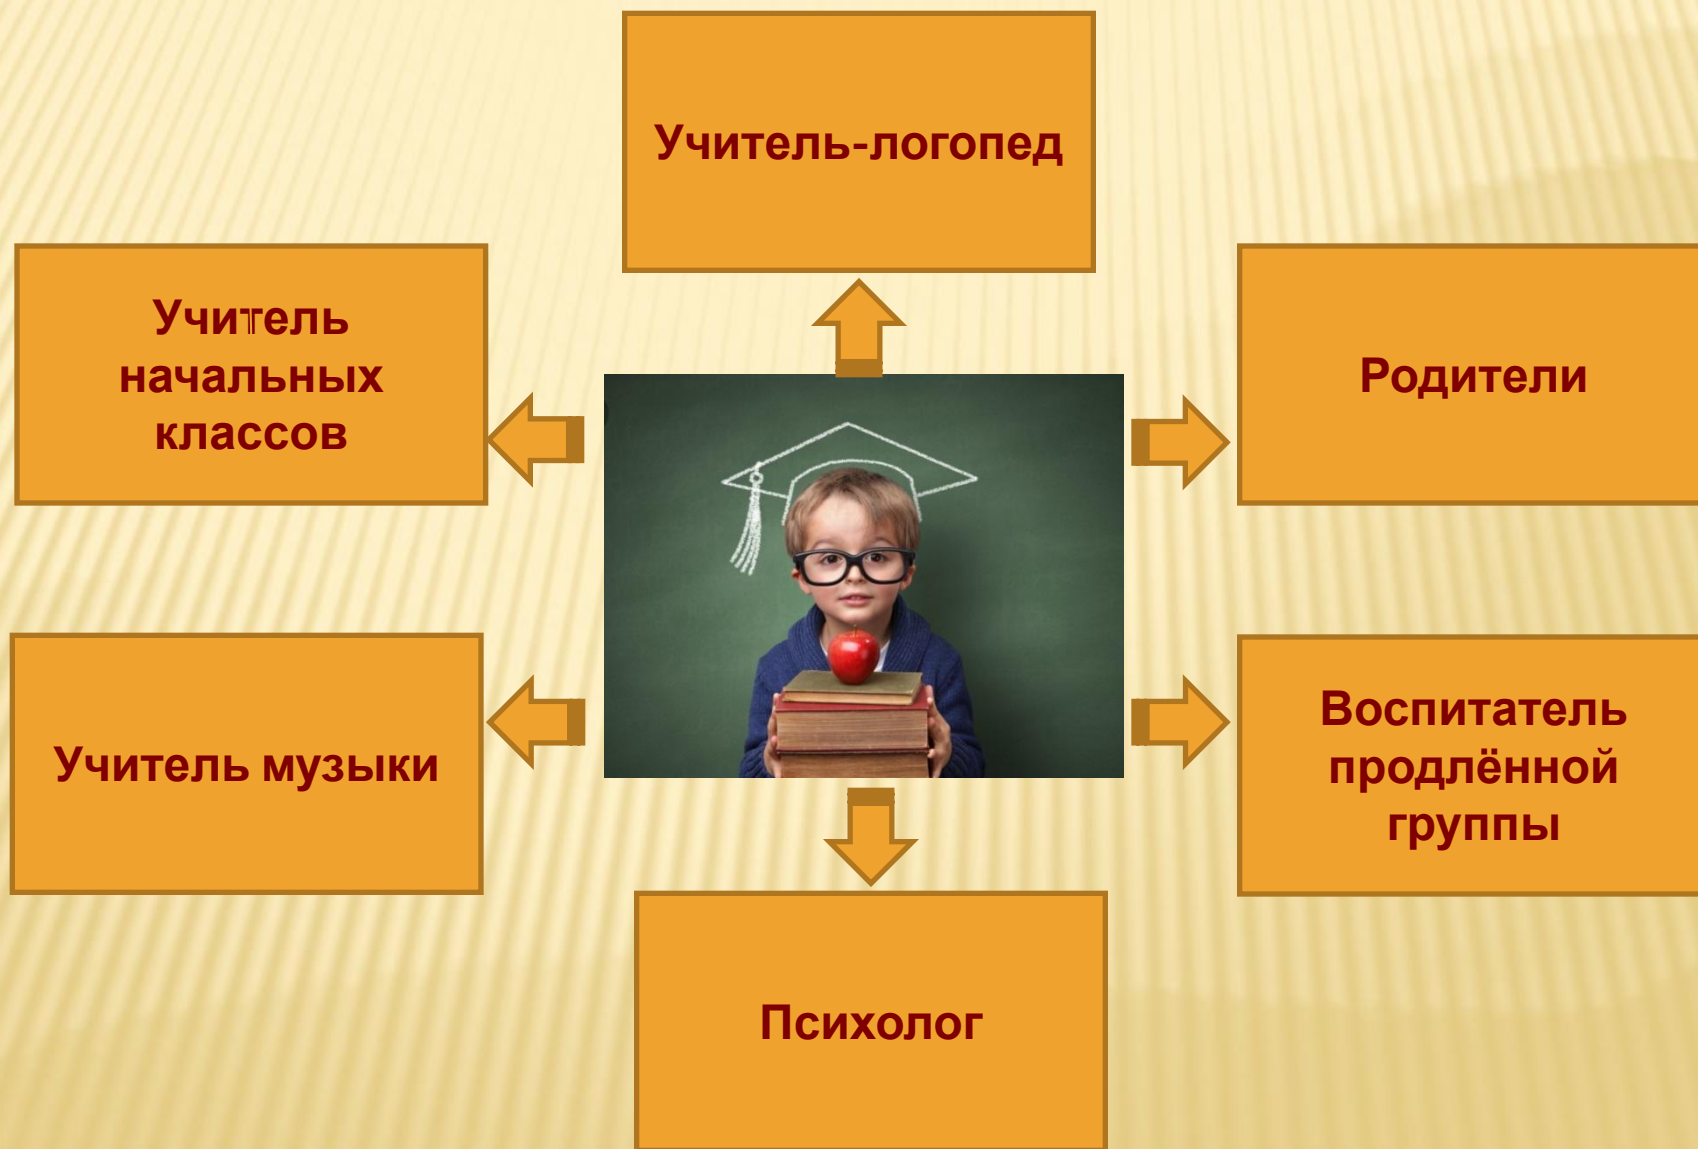 Учитель-логопед
Учитель
начальных
классов
Родители
Учитель музыки
Воспитатель
продлённой
группы
Психолог